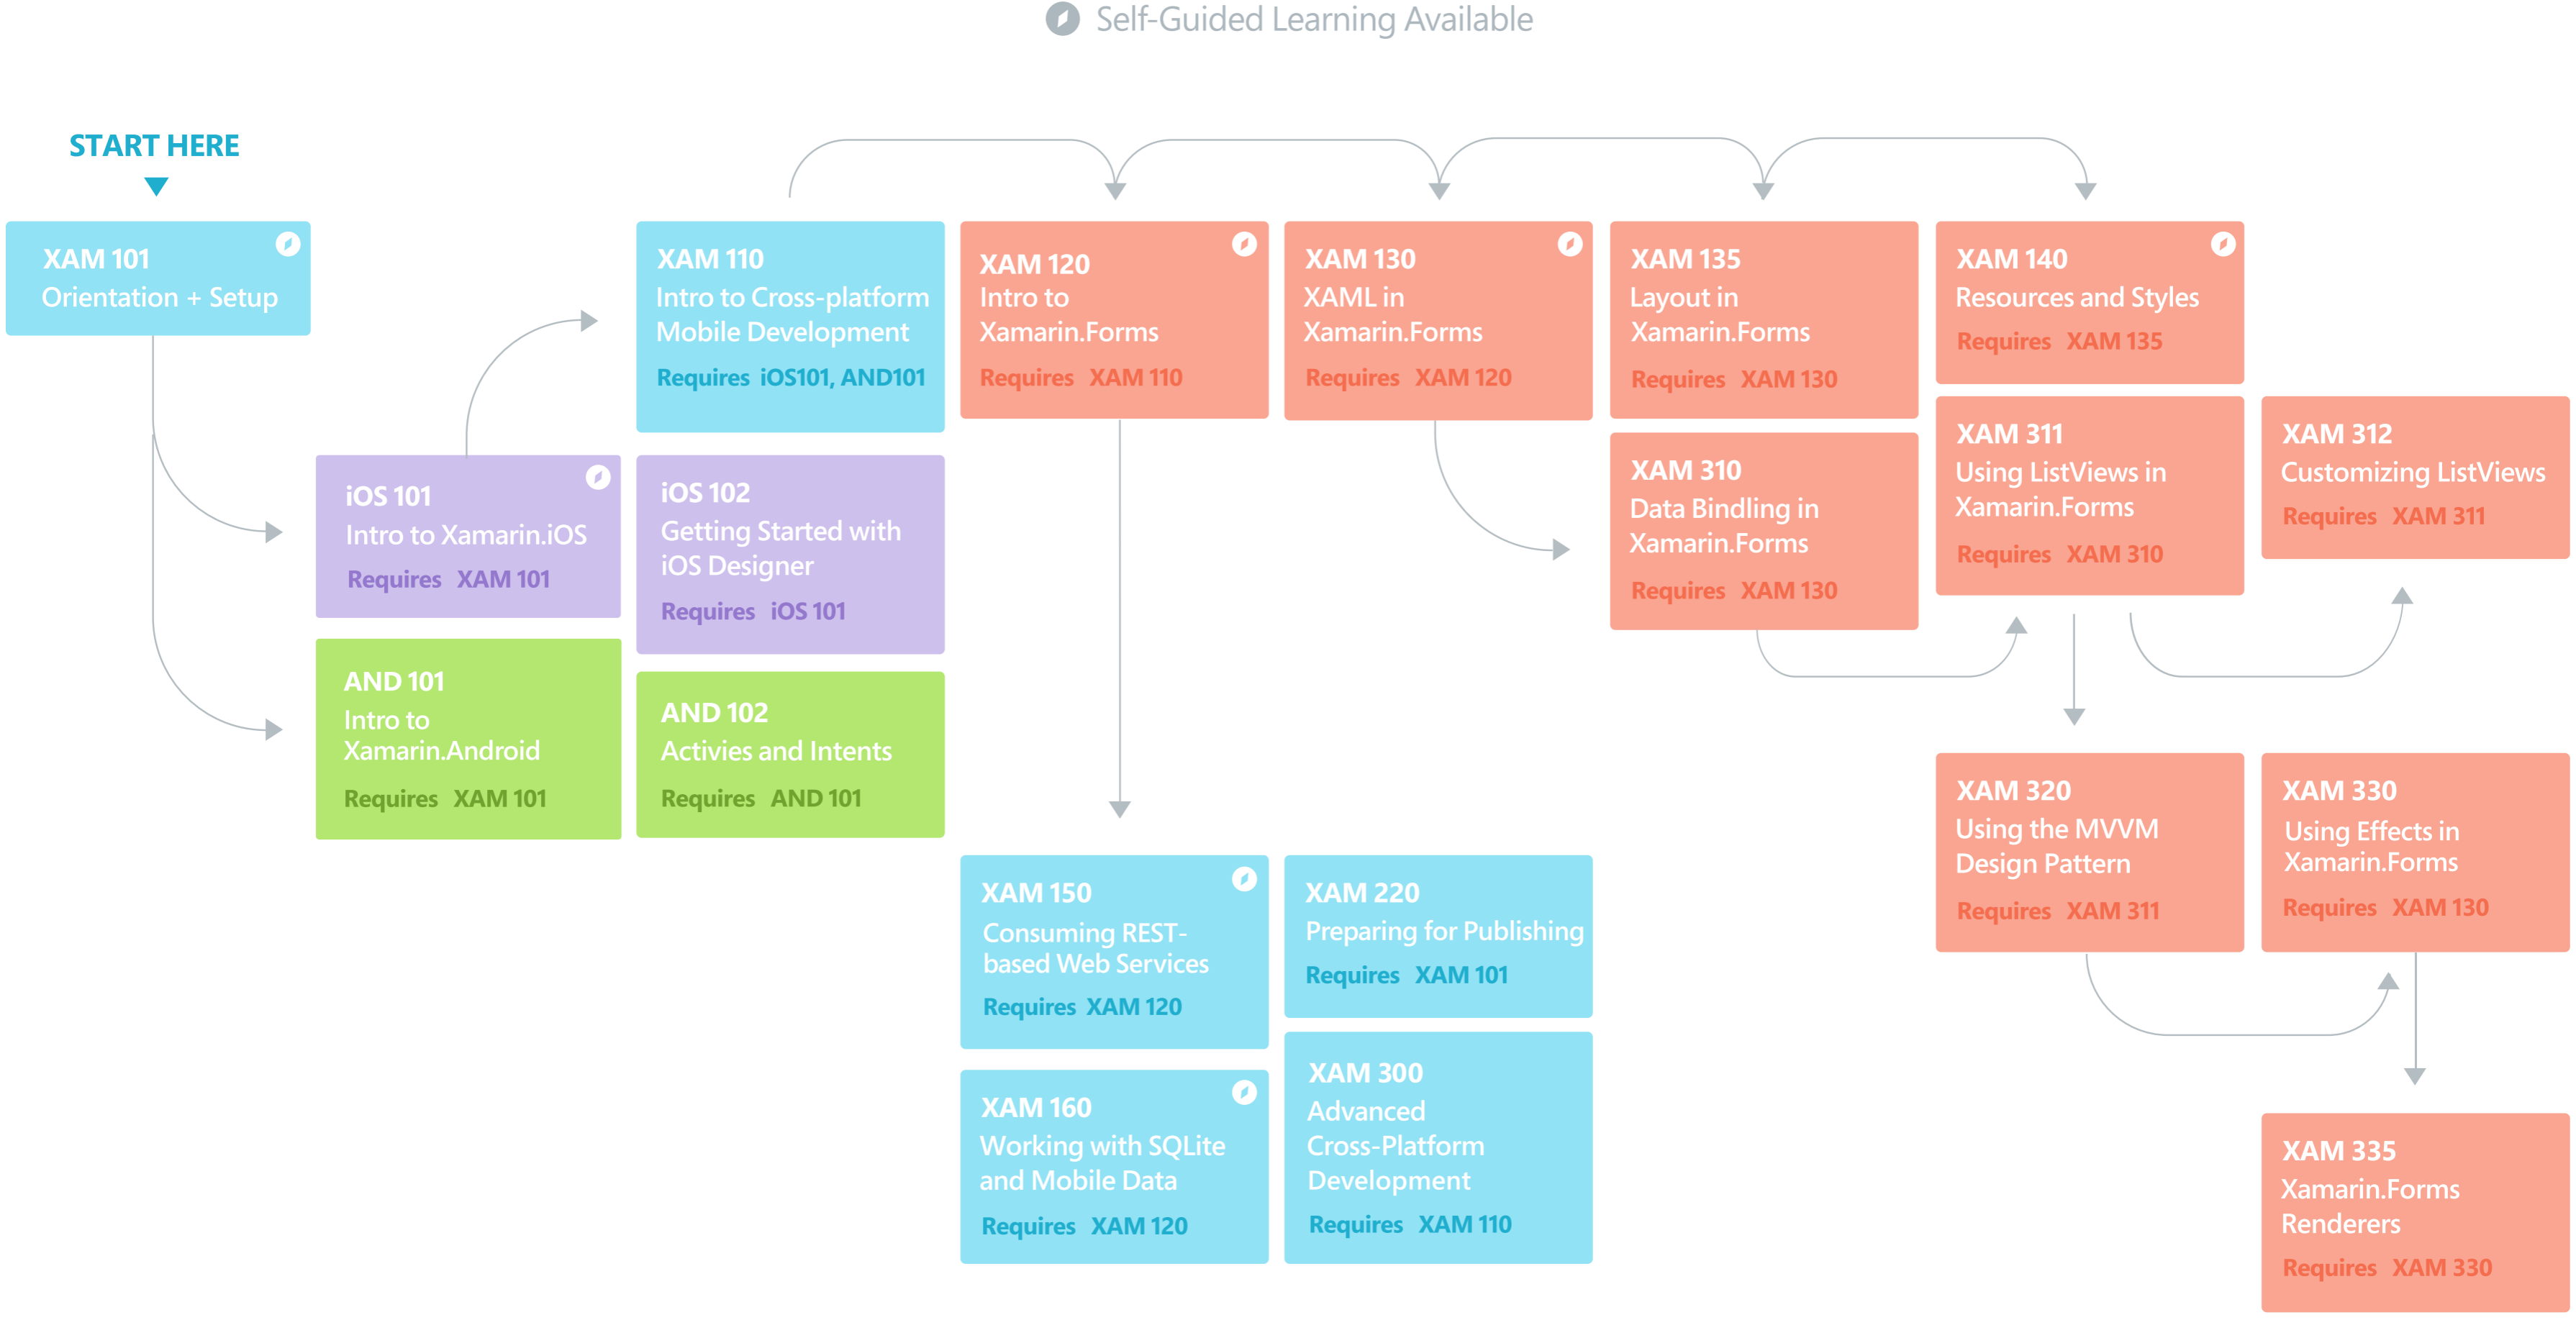 Self-Guided Learning Available
START HERE
XAM 101
Orientation + Setup
iOS 101
Intro to Xamarin.iOS
Requires XAM 101
AND 101
Intro to
Xamarin.Android
Requires XAM 101
XAM 110
Intro to Cross-platform
Mobile Development
Requires iOS101, AND101
iOS 102
Getting Started with
iOS Designer
Requires iOS 101
AND 102
Activies and Intents
Requires AND 101
XAM 120
Intro to
Xamarin.Forms
Requires XAM 110
XAM 130
XAML in
Xamarin.Forms
Requires XAM 120
XAM 135
Layout in
Xamarin.Forms
Requires XAM 130
XAM 140
Resources and Styles
Requires XAM 135
XAM 310
Data Bindling in
Xamarin.Forms
Requires XAM 130
XAM 311
Using ListViews in
Xamarin.Forms
Requires XAM 310
XAM 312
Customizing ListViews
Requires XAM 311
XAM 320
Using the MVVM
Design Pattern
Requires XAM 311
XAM 330
Using Effects in
Xamarin.Forms
Requires XAM 130
XAM 150
Consuming REST-
based Web Services
Requires XAM 120
XAM 220
Preparing for Publishing
Requires XAM 101
XAM 160
Working with SQLite
and Mobile Data
Requires XAM 120
XAM 300
Advanced
Cross-Platform
Development
Requires XAM 110
XAM 335
Xamarin.Forms
Renderers
Requires XAM 330